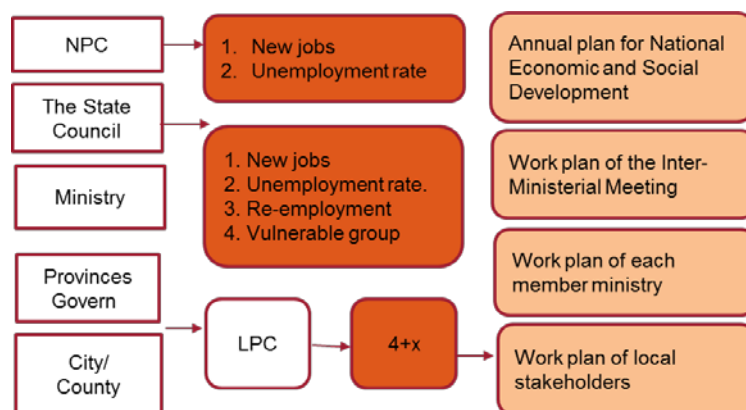 NPC
1. New jobs
2. Unemployment rate
Annual plan for National
Economic and Social
Development
The State
Council
1. New jobs
2. Unemployment rate.
3. Re-employment
4. Vulnerable group
Work plan of the Inter-
Ministerial Meeting
Ministry
Work plan of each
member ministry
Provinces
Govern
LPC
4+x
Work plan of local
stakeholders
City/
County